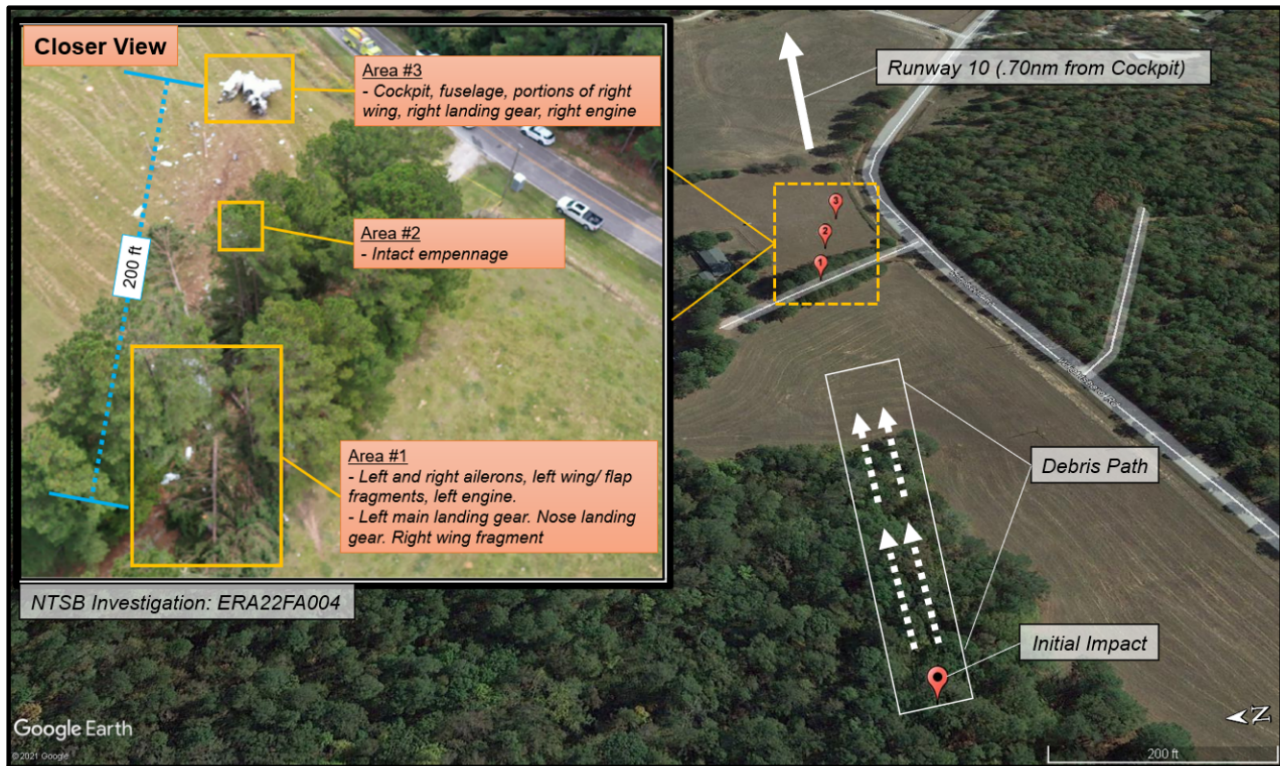 Closer View
Area #3
- Cockpit, fuselage, portions of right
wing, right landing gear, right engine
Area #2
- Intact empennage
200 ft
Area #1
- Left and right ailerons, left wing/ flap
fragments, left engine.
- Left main landing gear. Nose landing
gear. Right wing fragment
NTSB Investigation: ERA22FA004
Runway 10 (.70nm from Cockpit)
3
2
1
Debris Path
Initial Impact
Google Earth
© 2021 Google
N
200 ft